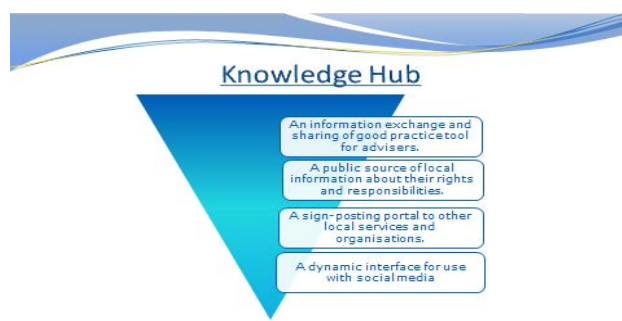 Knowledge Hub
An information exchange and
sharing of good practice tool
for advisers.
A public source of local
information about their rights
and responsibilities.
A sign-posting portal to other
local services and
organisations.
A dynamic interface for use
with social media